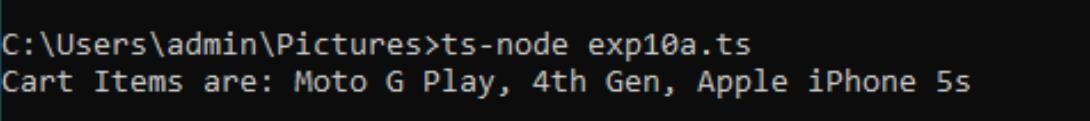 C:\Users\admin\Pictures>ts-node exp10a.ts
Cart Items are: Moto G Play, 4th Gen, Apple iPhone 5s